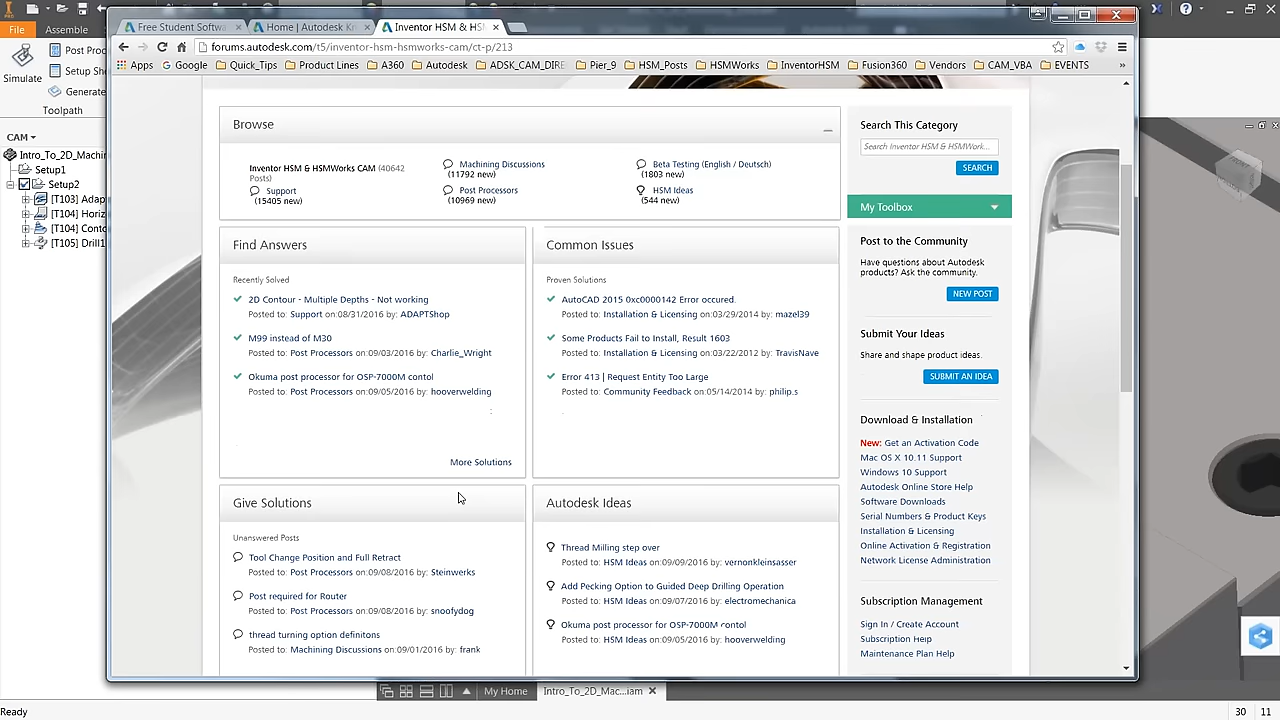 Free Student Softwa
Home | Autodesk Kn
Inventor HSM & HSM
File
Assemble
forums.autodesk.com/t5/inventor-hsm-hsmworks-cam/ct-p/213
Apps
Google
Quick_Tips
Product Lines
A360
Autodesk
ADSK_CAM_DIRE
Pier_9
HSM_Posts
HSMWorks
InventorHSM
Fusion360
Vendors
CAM_VBA
EVENTS
»
Post Proc
Setup She
Simulate
Generate
Toolpath
CAM
Intro_To_2D_Machin
Setup1
Setup2
[T103] Adap
[T104] Horiz
[T104] Conto
[T105] Drill1
Browse
Inventor HSM & HSMWorks CAM (40642
Posts)
Support
(15405 new)
Machining Discussions
(11792 new)
Post Processors
(10969 new)
Beta Testing (English / Deutsch)
(1803 new)
HSM Ideas
(544 new)
Find Answers
Recently Solved
2D Contour - Multiple Depths - Not working
Posted to: Support on:08/31/2016 by: ADAPTShop
M99 instead of M30
Posted to: Post Processors on:09/03/2016 by: Charlie_Wright
Okuma post processor for OSP-7000M contol
Posted to: Post Processors on:09/05/2016 by: hooverwelding
More Solutions
Common Issues
Proven Solutions
AutoCAD 2015 0xc0000142 Error occured.
Posted to: Installation & Licensing on:03/29/2014 by: mazel39
Some Products Fail to Install, Result 1603
Posted to: Installation & Licensing on:03/22/2012 by: TravisNave
Error 413 | Request Entity Too Large
Posted to: Community Feedback on:05/14/2014 by: philip.s
Give Solutions
Unanswered Posts
Tool Change Position and Full Retract
Posted to: Post Processors on:09/08/2016 by: Steinwerks
Post required for Router
Posted to: Post Processors on:09/08/2016 by: snoofydog
thread turning option definitons
Posted to: Machining Discussions on:09/01/2016 by: frank
Autodesk Ideas
Thread Milling step over
Posted to: HSM Ideas on:09/09/2016 by: vernonkleinsasser
Add Pecking Option to Guided Deep Drilling Operation
Posted to: HSM Ideas on:09/07/2016 by: electromechanica
Okuma post processor for OSP-7000M contol
Posted to: HSM Ideas on:09/05/2016 by: hooverwelding
Search This Category
Search Inventor HSM & HSMWork...
SEARCH
My Toolbox
Post to the Community
Have questions about Autodesk
products? Ask the community.
NEW POST
Submit Your Ideas
Share and shape product ideas.
SUBMIT AN IDEA
Download & Installation
New: Get an Activation Code
Mac OS X 10.11 Support
Windows 10 Support
Autodesk Online Store Help
Software Downloads
Serial Numbers & Product Keys
Installation & Licensing
Online Activation & Registration
Network License Administration
Subscription Management
Sign In / Create Account
Subscription Help
Maintenance Plan Help
My Home
Intro_To_2D_Mac...iam
Ready
30
11